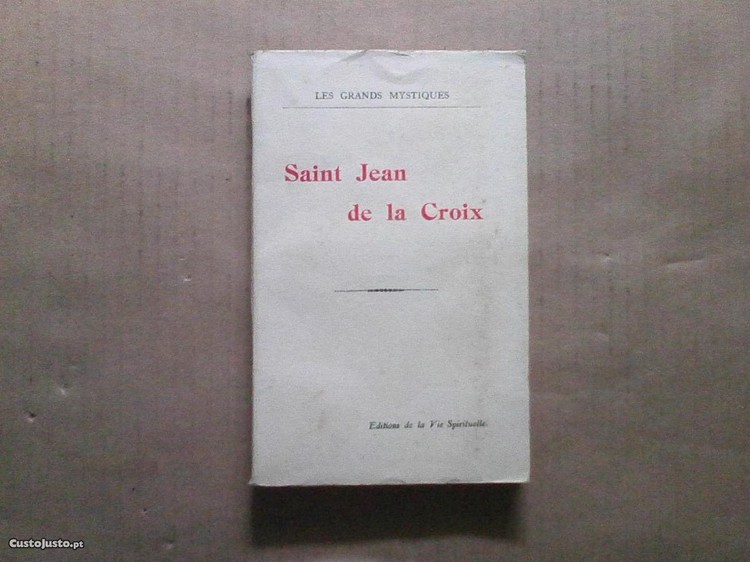 LES GRANDS MYSTIQUES
Saint Jean
de la Croix
Editions de la Vie Spirituelle.
CustoJusto.pt